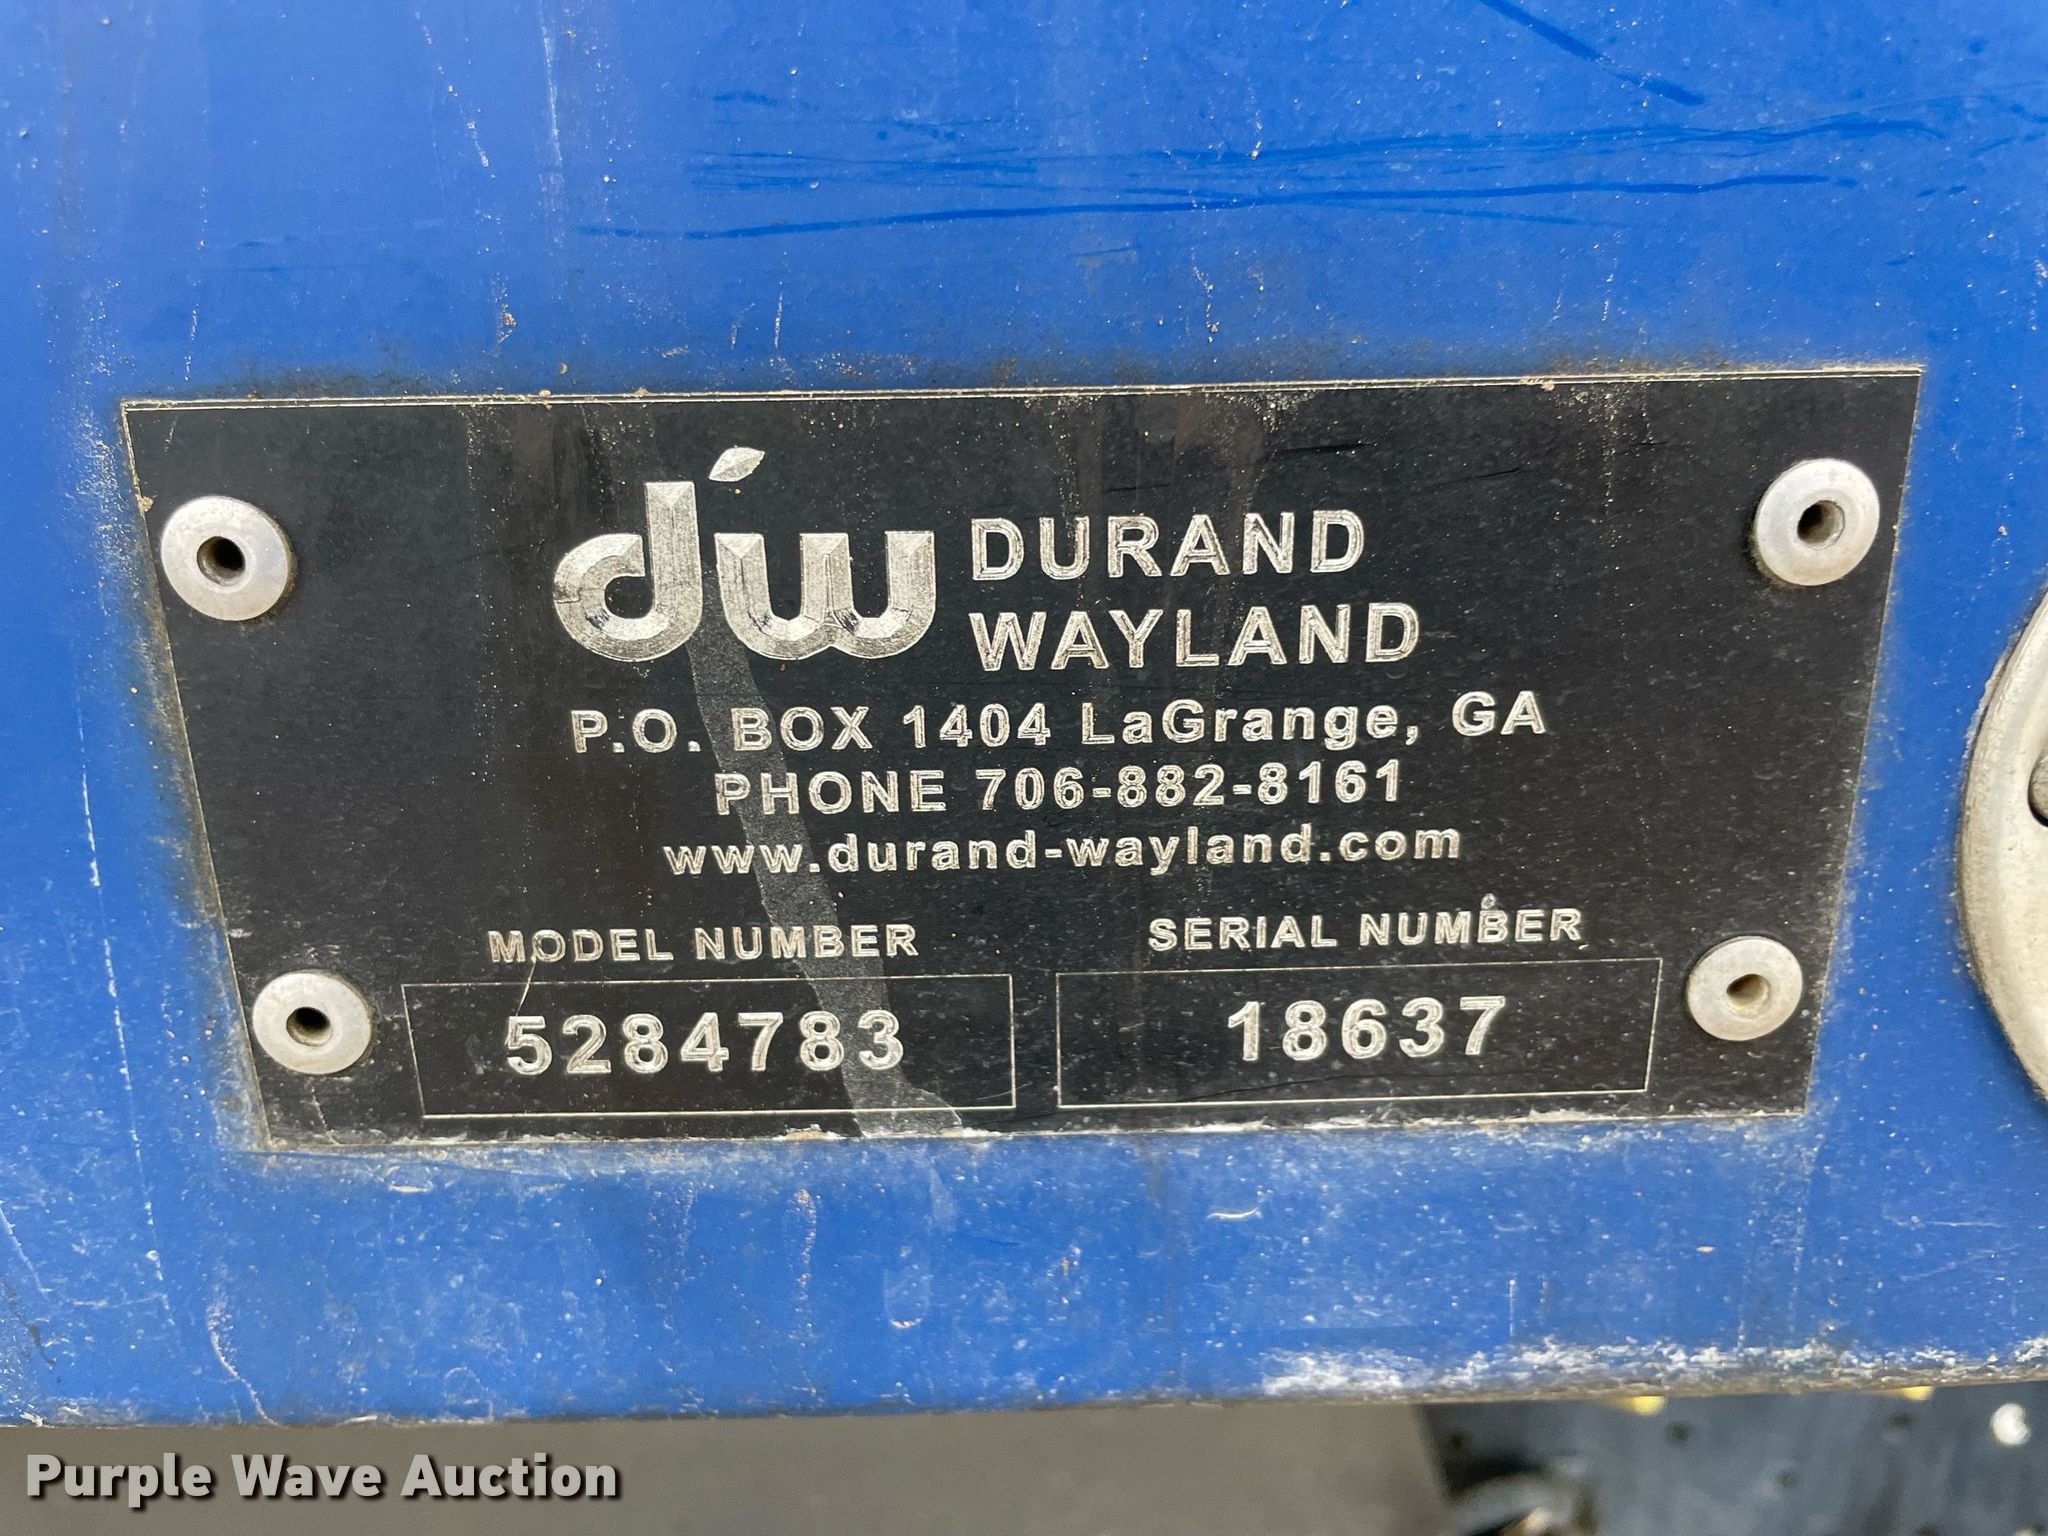 d'w DURAND
WAYLAND
P.O. BOX 1404 LaGrange, GA
PHONE 706-882-8161
www.durand-wayland.com
MODEL NUMBER SERIAL NUMBER
5284783 18637
Purple Wave Auction